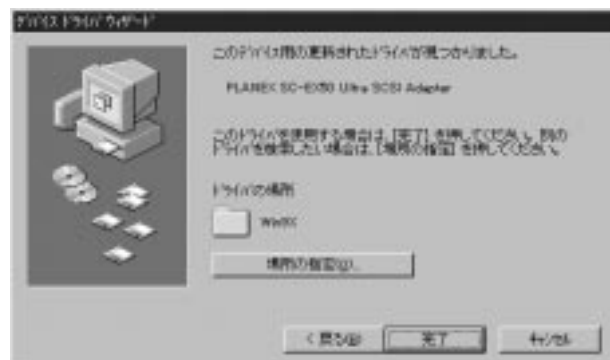 デバイス ドライバ ウィザード
このデバイス用の更新されたドライバが見つかりました。
PLANEX SC-EX50 Ultra SCSI Adapter
このドライバを使用する場合は、[完了] を押してください。別の
ドライバを検索したい場合は、[場所の指定] を押してください。
ドライバの場所
Win9X
場所の指定(O)...
< 戻る(B)
完了
キャンセル